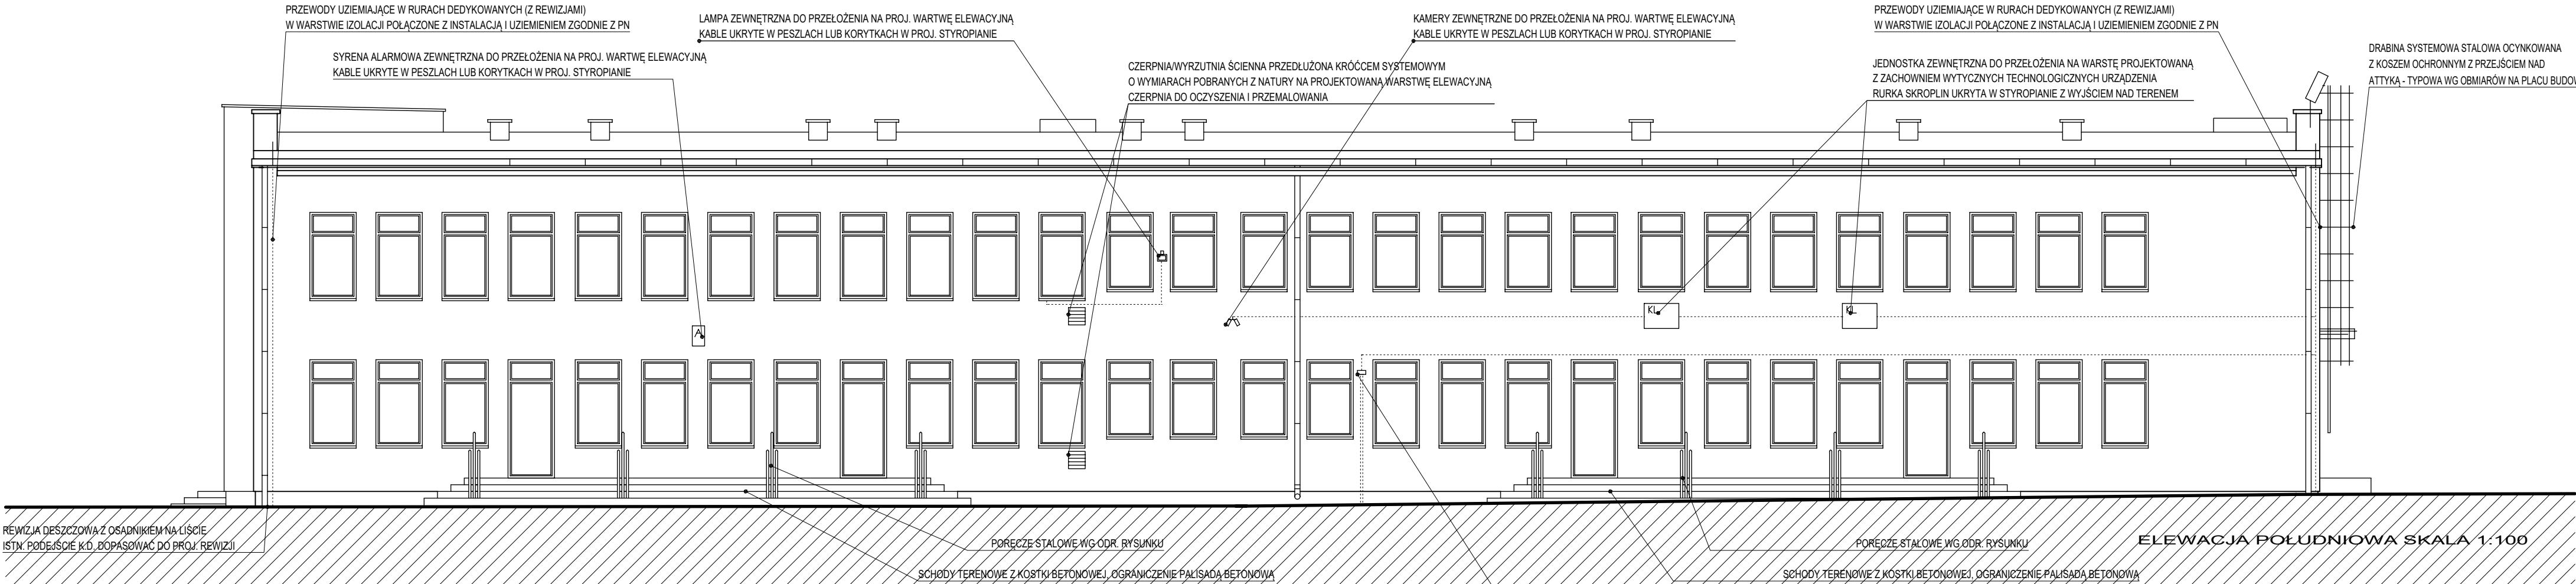 PRZEWODY UZIEMIAJĄCE W RURACH DEDYKOWANYCH (Z REWIZJAMI)
W WARSTWIE IZOLACJI POŁĄCZONE Z INSTALACJĄ I UZIEMIENIEM ZGODNIE Z PN
SYRENA ALARMOWA ZEWNĘTRZNA DO PRZEŁOŻENIA NA PROJ. WARTWĘ ELEWACYJNĄ
KABLE UKRYTE W PESZLACH LUB KORYTKACH W PROJ. STYROPIANIE
LAMPA ZEWNĘTRZNA DO PRZEŁOŻENIA NA PROJ. WARTWĘ ELEWACYJNĄ
KABLE UKRYTE W PESZLACH LUB KORYTKACH W PROJ. STYROPIANIE
CZERPNIA/WYRZUTNIA ŚCIENNA PRZEDŁUŻONA KRÓĆCEM SYSTEMOWYM
O WYMIARACH POBRANYCH Z NATURY NA PROJEKTOWANĄ WARSTWĘ ELEWACYJNĄ
CZERPNIA DO OCZYSZENIA I PRZEMALOWANIA
KAMERY ZEWNĘTRZNE DO PRZEŁOŻENIA NA PROJ. WARTWĘ ELEWACYJNĄ
KABLE UKRYTE W PESZLACH LUB KORYTKACH W PROJ. STYROPIANIE
PRZEWODY UZIEMIAJĄCE W RURACH DEDYKOWANYCH (Z REWIZJAMI)
W WARSTWIE IZOLACJI POŁĄCZONE Z INSTALACJĄ I UZIEMIENIEM ZGODNIE Z PN
JEDNOSTKA ZEWNĘTRZNA DO PRZEŁOŻENIA NA WARSTĘ PROJEKTOWANĄ
Z ZACHOWNIEM WYTYCZNYCH TECHNOLOGICZNYCH URZĄDZENIA
RURKA SKROPLIN UKRYTA W STYROPIANIE Z WYJŚCIEM NAD TERENEM
DRABINA SYSTEMOWA STALOWA OCYNKOWANA
Z KOSZEM OCHRONNYM Z PRZEJŚCIEM NAD
ATTYKĄ - TYPOWA WG OBMIARÓW NA PLACU BUDOW
A
KL
KL
REWIZJA DESZCZOWA Z OSADNIKIEM NA LIŚCIE
ISTN. PODEJŚCIE K.D. DOPASOWAĆ DO PROJ. REWIZJI
PORĘCZE STALOWE WG ODR. RYSUNKU
SCHODY TERENOWE Z KOSTKI BETONOWEJ, OGRANICZENIE PALISADĄ BETONOWĄ
PORĘCZE STALOWE WG ODR. RYSUNKU
SCHODY TERENOWE Z KOSTKI BETONOWEJ, OGRANICZENIE PALISADĄ BETONOWĄ
ELEWACJA POŁUDNIOWA SKALA 1:100